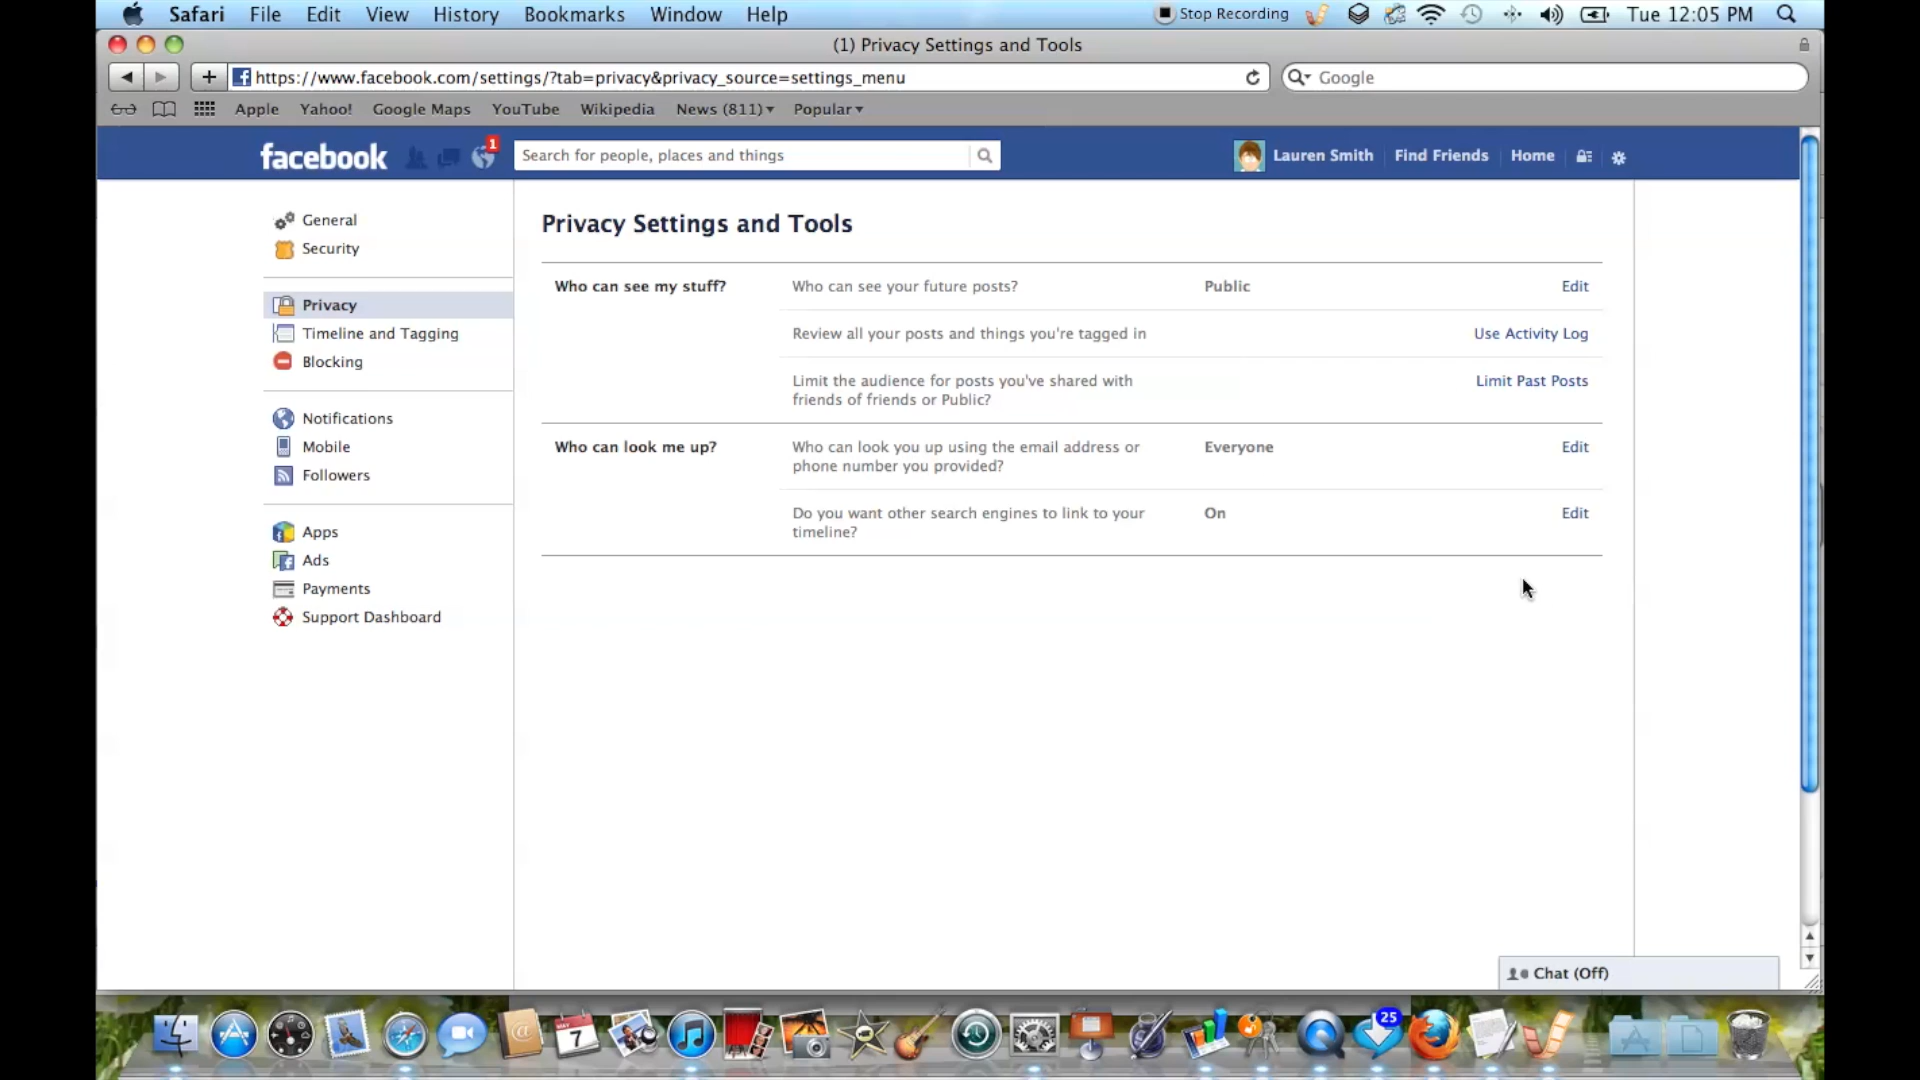 Safari File Edit View History Bookmarks Window Help Stop Recording Tue 12:05 PM
(1) Privacy Settings and Tools
https://www.facebook.com/settings/?tab=privacy&privacy_source=settings_menu Google
Apple Yahoo! Google Maps YouTube Wikipedia News (811) Popular
facebook 1 Search for people, places and things Lauren Smith Find Friends Home
General
Security
Privacy
Timeline and Tagging
Blocking
Notifications
Mobile
Followers
Apps
Ads
Payments
Support Dashboard
Privacy Settings and Tools
Who can see my stuff? Who can see your future posts? Public Edit
Review all your posts and things you're tagged in Use Activity Log
Limit the audience for posts you've shared with Limit Past Posts
friends of friends or Public?
Who can look me up? Who can look you up using the email address or Everyone Edit
phone number you provided?
Do you want other search engines to link to your On Edit
timeline?
Chat (Off)
MAY
7
25